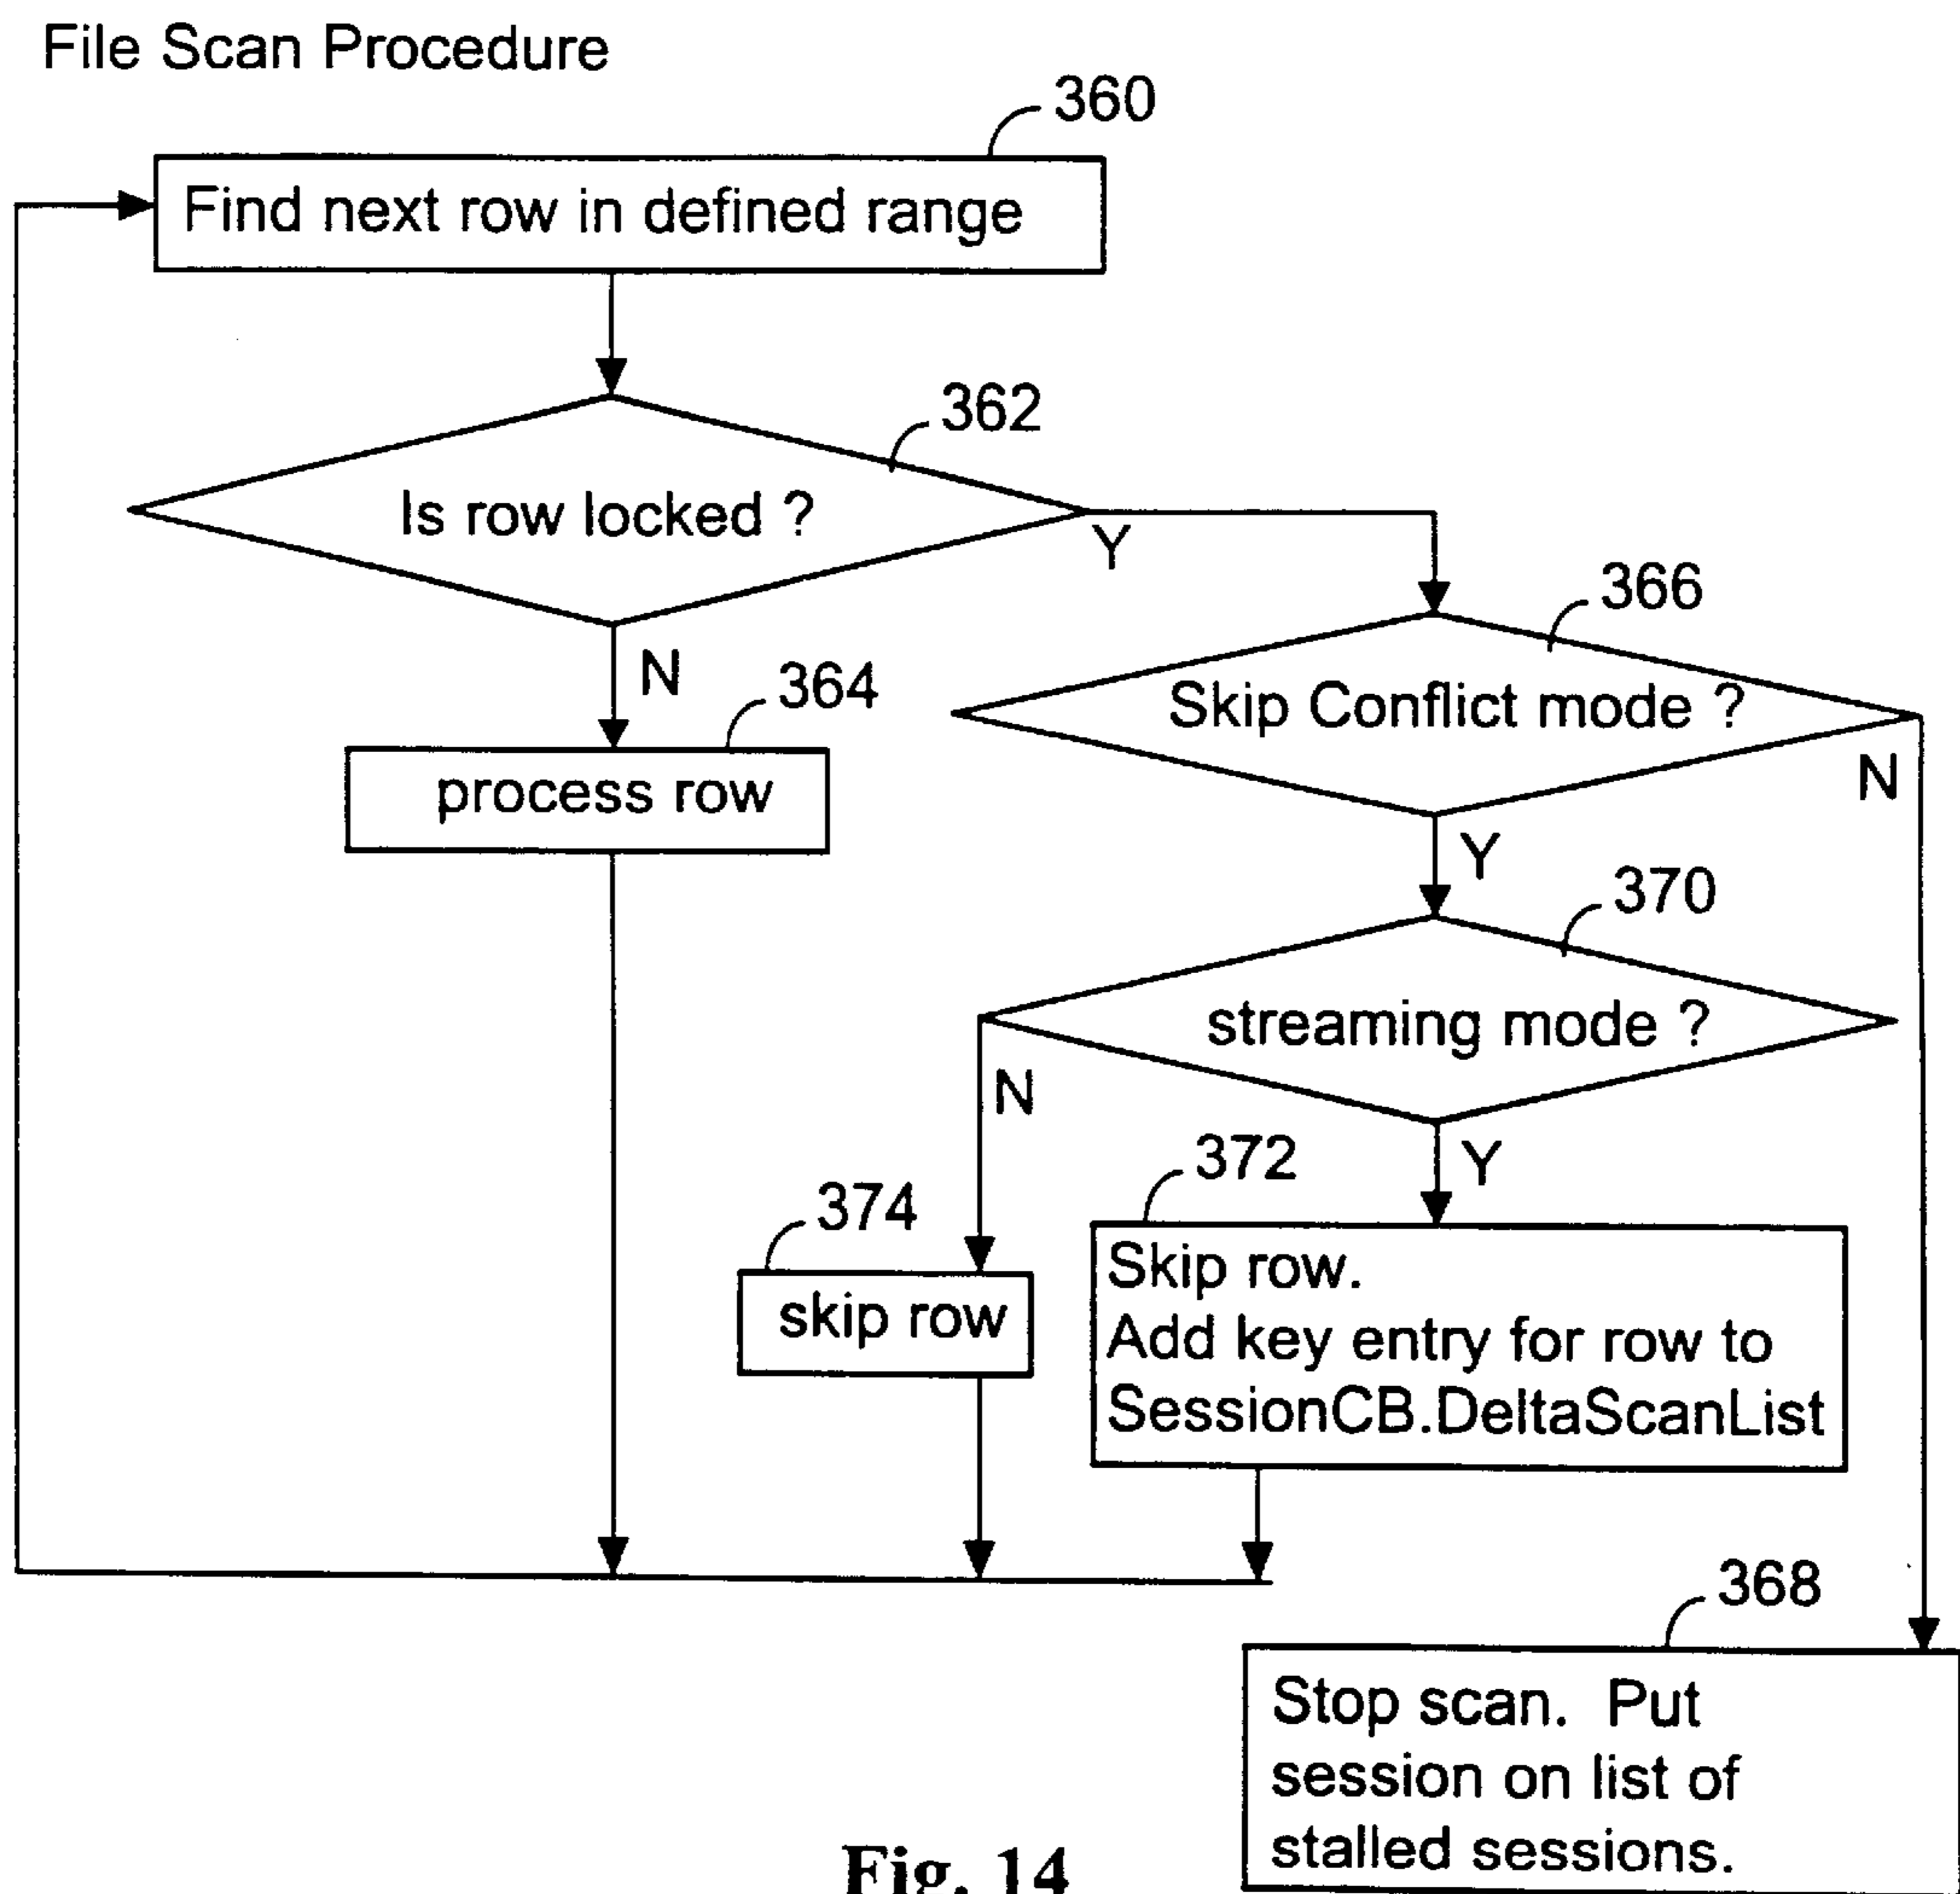 File Scan Procedure
360
Find next row in defined range
362
Is row locked ?
Y
366
N
364
Skip Conflict mode ?
process row
N
Y
370
streaming mode ?
N
Y
372
374
Skip row.
Add key entry for row to
SessionCB.DeltaScanList
skip row
368
Stop scan. Put
session on list of
stalled sessions.
Fig. 14